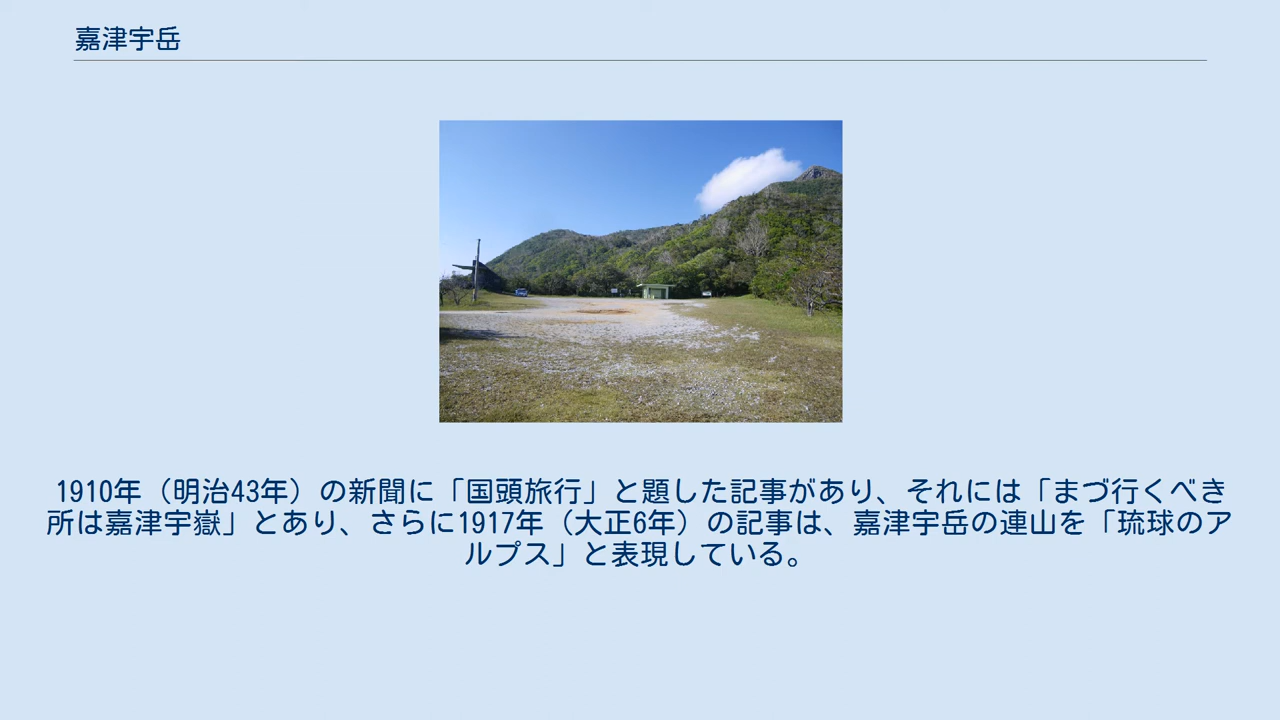 嘉津宇岳
1910年（明治43年）の新聞に「国頭旅行」と題した記事があり、それには「まづ行くべき
所は嘉津宇嶽」とあり、さらに1917年（大正6年）の記事は、嘉津宇岳の連山を「琉球のア
ルプス」と表現している。